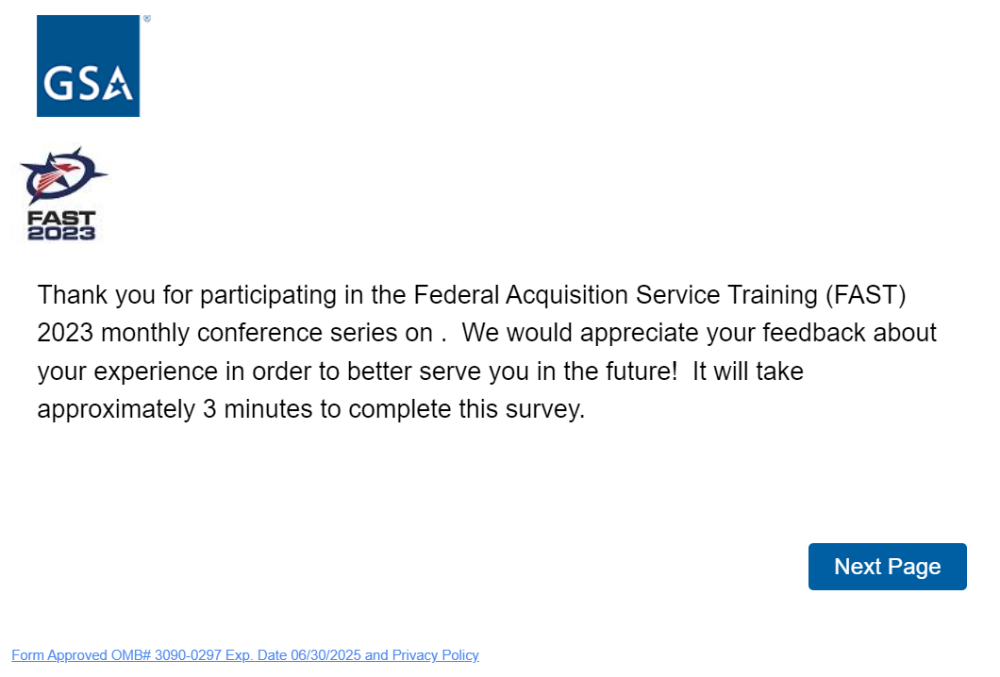 ®
GSA
FAST
2023
Thank you for participating in the Federal Acquisition Service Training (FAST)
2023 monthly conference series on .  We would appreciate your feedback about
your experience in order to better serve you in the future!  It will take
approximately 3 minutes to complete this survey.
Next Page
Form Approved OMB# 3090-0297 Exp. Date 06/30/2025 and Privacy Policy